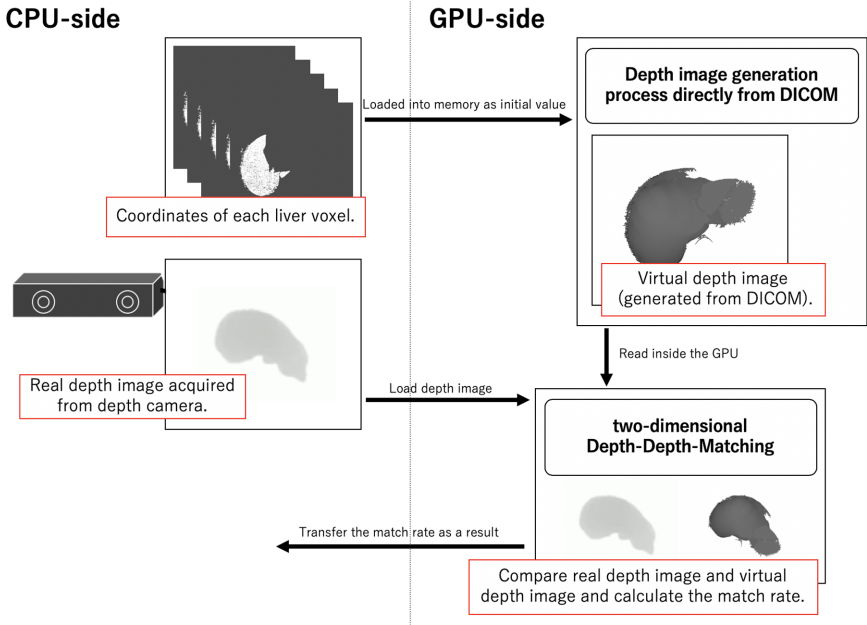 CPU-side
GPU-side
Depth image generation
process directly from DICOM
Loaded into memory as initial value
Coordinates of each liver voxel.
Virtual depth image
(generated from DICOM).
Read inside the GPU
Real depth image acquired
from depth camera.
Load depth image
two-dimensional
Depth-Depth-Matching
Transfer the match rate as a result
Compare real depth image and virtual
depth image and calculate the match rate.